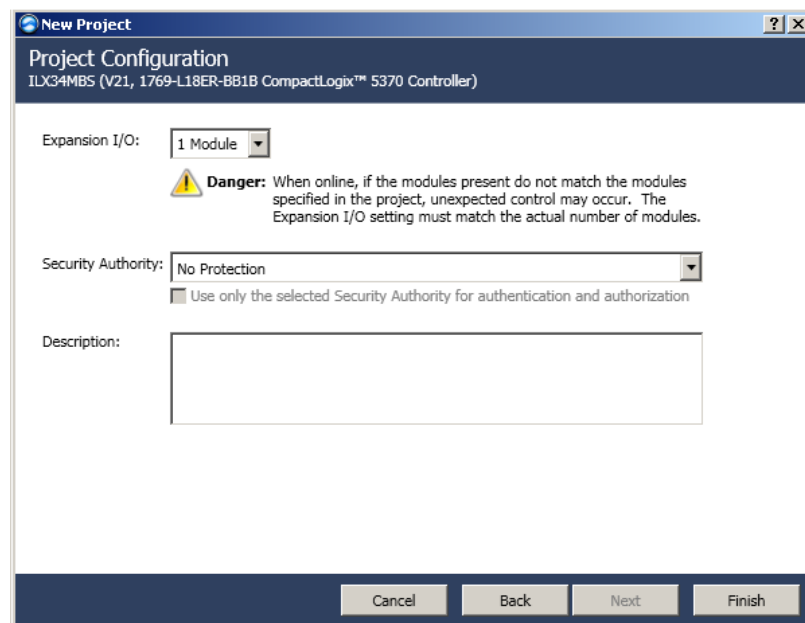 New Project
Project Configuration
ILX34MBS (V21, 1769-L18ER-BB1B CompactLogix™ 5370 Controller)
Expansion I/O:
1 Module
Danger: When online, if the modules present do not match the modules
specified in the project, unexpected control may occur. The
Expansion I/O setting must match the actual number of modules.
Security Authority:
No Protection
Use only the selected Security Authority for authentication and authorization
Description:
Cancel
Back
Next
Finish